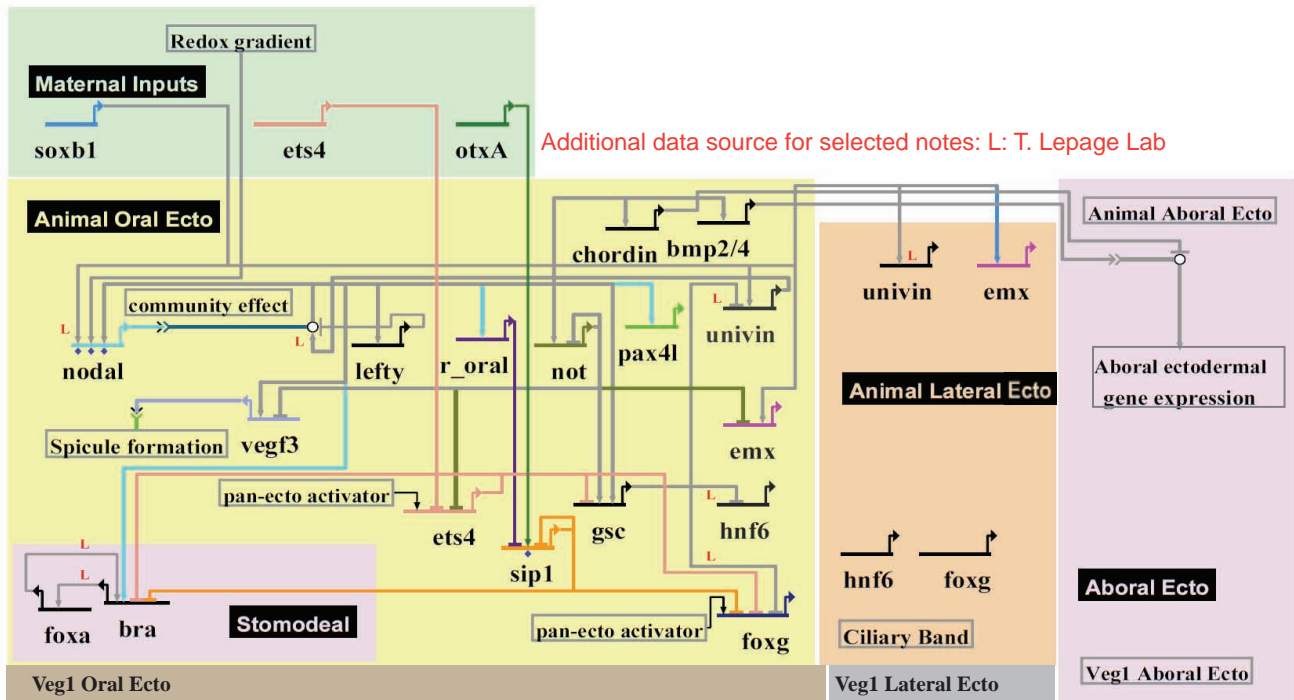 Redox gradient
Maternal Inputs
soxb1
ets4
otxA
Additional data source for selected notes: L: T. Lepage Lab
Animal Oral Ecto
chordin
bmp2/4
community effect
L
L
nodal
lefty
r_oral
not
pax4l
L
univin
Spicule formation
vegf3
emx
pan-ecto activator
ets4
gsc
L
hnf6
sip1
L
L
L
foxa
bra
Stomodeal
pan-ecto activator
foxg
Veg1 Oral Ecto
L
univin
emx
Animal Lateral Ecto
hnf6
foxg
Ciliary Band
Veg1 Lateral Ecto
Animal Aboral Ecto
Aboral ectodermal
gene expression
Aboral Ecto
Veg1 Aboral Ecto